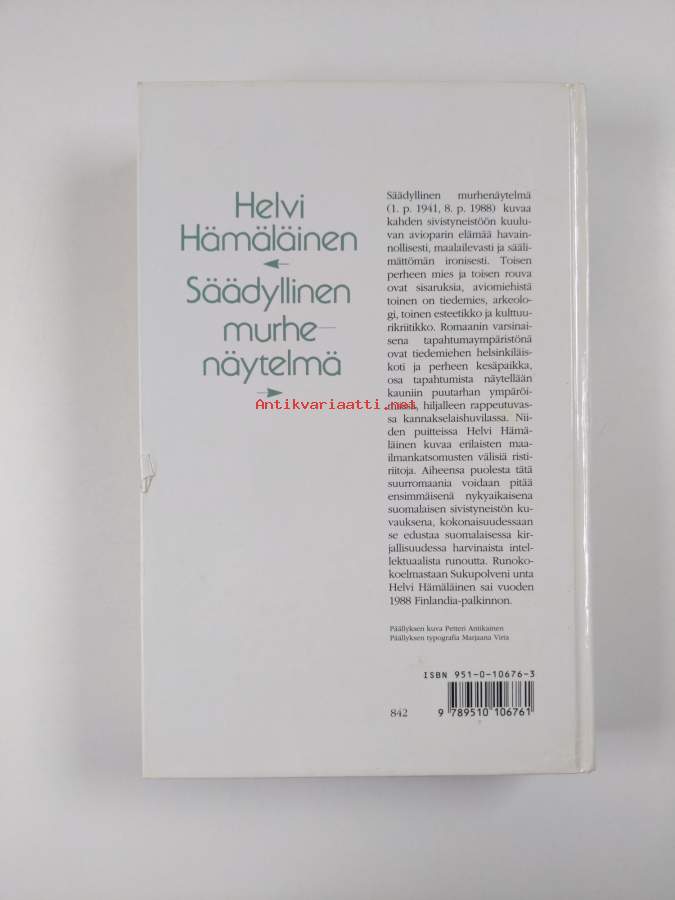 Helvi
Hämäläinen
Säädyllinen
murhe
näytelmä
Antikvariaatti.net
Säädyllinen murhenäytelmä
(1. p. 1941, 8. p. 1988) kuvaa
kahden sivistyneistöön kuulu-
van avioparin elämää havain-
nollisesti, maalailevasti ja sääli-
mättömän ironisesti. Toisen
perheen mies ja toisen rouva
ovat sisaruksia, aviomiehistä
toinen on tiedemies, arkeolo-
gi, toinen esteetikko ja kulttuu-
rikriitikko. Romaanin varsinai-
sena tapahtumaympäristönä
ovat tiedemiehen helsinkiläis-
koti ja perheen kesäpaikka,
osa tapahtumista näytellään
kauniin puutarhan ympäröi-
mässä, hiljalleen rappeutuvas-
sa kannakselaishuvilassa. Nii-
den puitteissa Helvi Hämä-
läinen kuvaa erilaisten maa-
ilmankatsomusten välisiä risti-
riitoja. Aiheensa puolesta tätä
suurromaania voidaan pitää
ensimmäisenä nykyaikaisena
suomalaisen sivistyneistön ku-
vauksena, kokonaisuudessaan
se edustaa suomalaisessa kir-
jallisuudessa harvinaista intel-
lektuaalista runoutta. Runoko-
koelmastaan Sukupolveni unta
Helvi Hämäläinen sai vuoden
1988 Finlandia-palkinnon.
Päällyksen kuva Petteri Antikainen
Päällyksen typografia Marjaana Virta
ISBN 951-0-10676-3
842
9 789510 106761